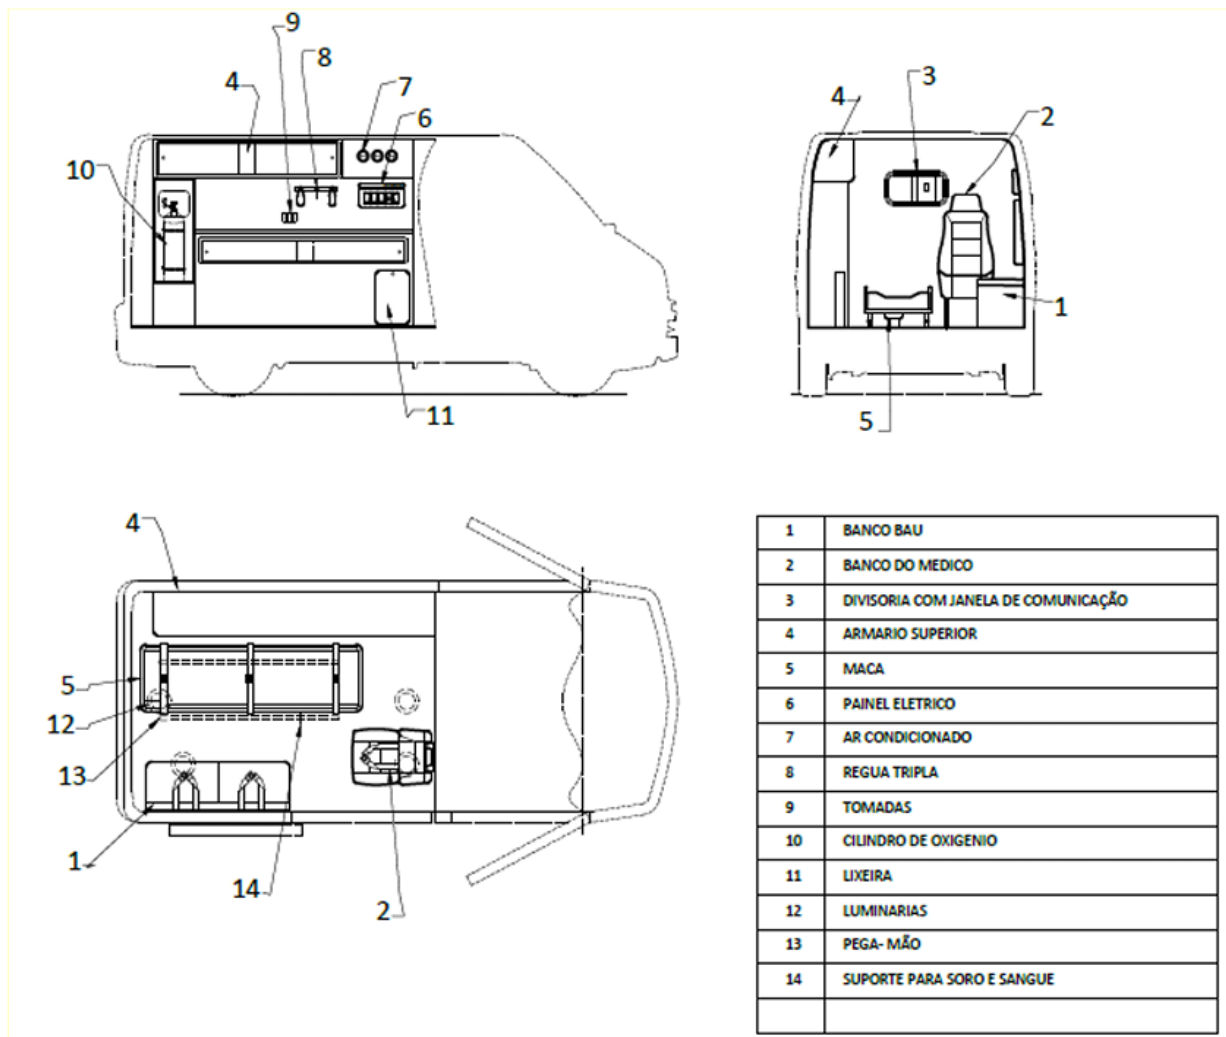 9
8
4
7
6
10
11
3
4
2
1
5
4
5
12
13
1
14
2
1 BANCO BAU
2 BANCO DO MEDICO
3 DIVISORIA COM JANELA DE COMUNICAÇÃO
4 ARMARIO SUPERIOR
5 MACA
6 PAINEL ELETRICO
7 AR CONDICIONADO
8 REGUA TRIPLA
9 TOMADAS
10 CILINDRO DE OXIGENIO
11 LIXEIRA
12 LUMINARIAS
13 PEGA- MÃO
14 SUPORTE PARA SORO E SANGUE